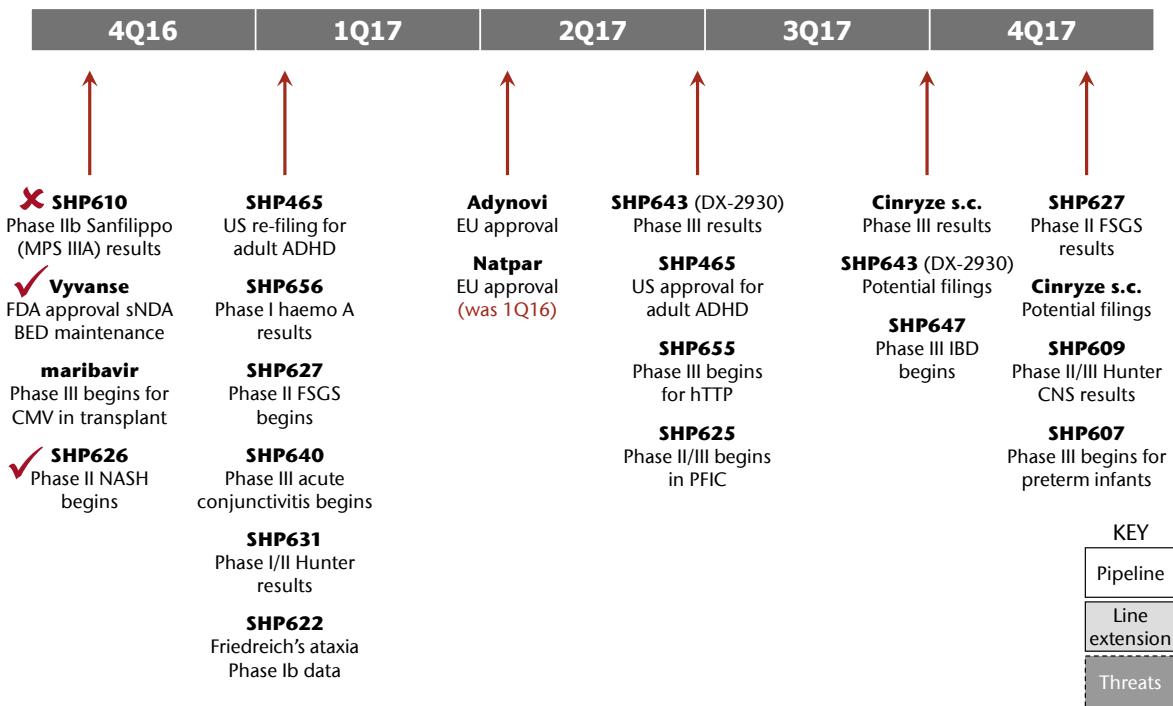 4Q16
1Q17
2Q17
3Q17
4Q17
SHP610
Phase IIb Sanfilippo
(MPS IIIA) results
Vyvanse
FDA approval sNDA
BED maintenance
maribavir
Phase III begins for
CMV in transplant
SHP626
Phase II NASH
begins
SHP465
US re-filing for
adult ADHD
SHP656
Phase I haemo A
results
SHP627
Phase II FSGS
begins
SHP640
Phase III acute
conjunctivitis begins
SHP631
Phase I/II Hunter
results
SHP622
Friedreich's ataxia
Phase Ib data
Adynovi
EU approval
Natpar
EU approval
(was 1Q16)
SHP643 (DX-2930)
Phase III results
SHP465
US approval for
adult ADHD
SHP655
Phase III begins
for hTTP
SHP625
Phase II/III begins
in PFIC
Cinryze s.c.
Phase III results
SHP643 (DX-2930)
Potential filings
SHP647
Phase III IBD
begins
SHP627
Phase II FSGS
results
Cinryze s.c.
Potential filings
SHP609
Phase II/III Hunter
CNS results
SHP607
Phase III begins for
preterm infants
KEY
Pipeline
Line
extension
Threats